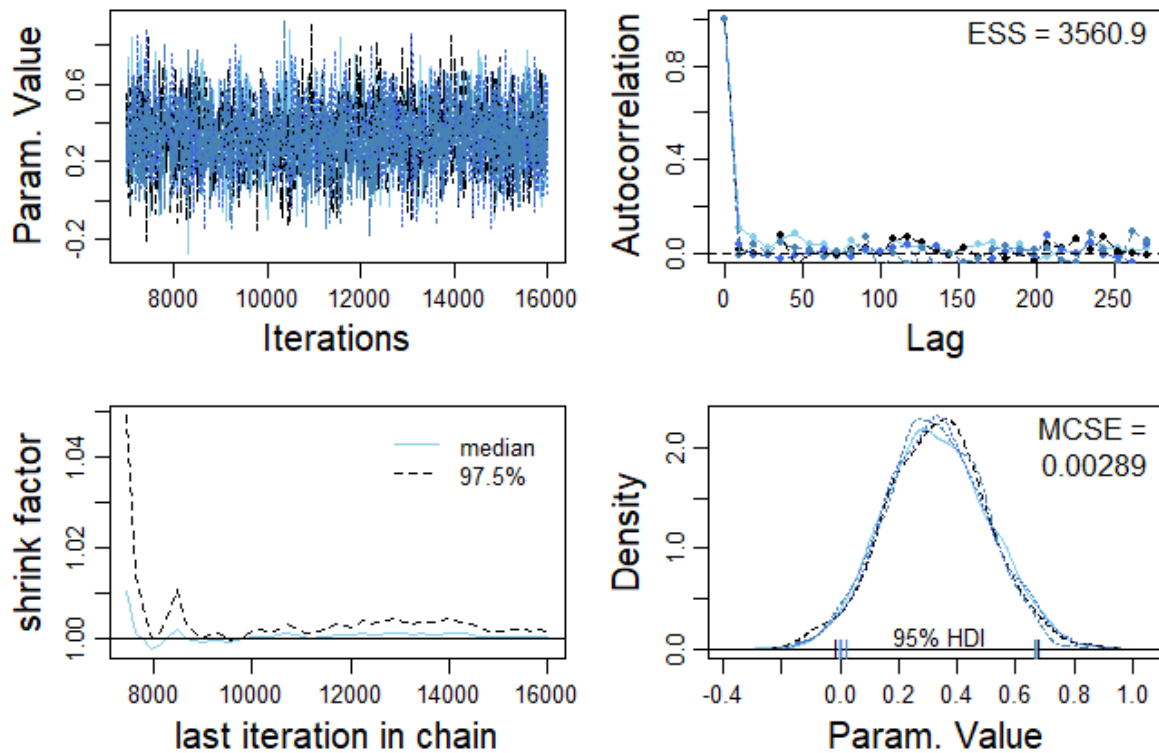 Param. Value
-0.2
0.2
0.6
8000 10000 12000 14000 16000
Iterations
Autocorrelation
0.0
0.4
0.8
ESS = 3560.9
0 50 100 150 200 250
Lag
shrink factor
1.00
1.02
1.04
median
97.5%
8000 10000 12000 14000 16000
last iteration in chain
Density
0.0
1.0
2.0
MCSE =
0.00289
95% HDI
-0.4 0.0 0.2 0.4 0.6 0.8 1.0
Param. Value